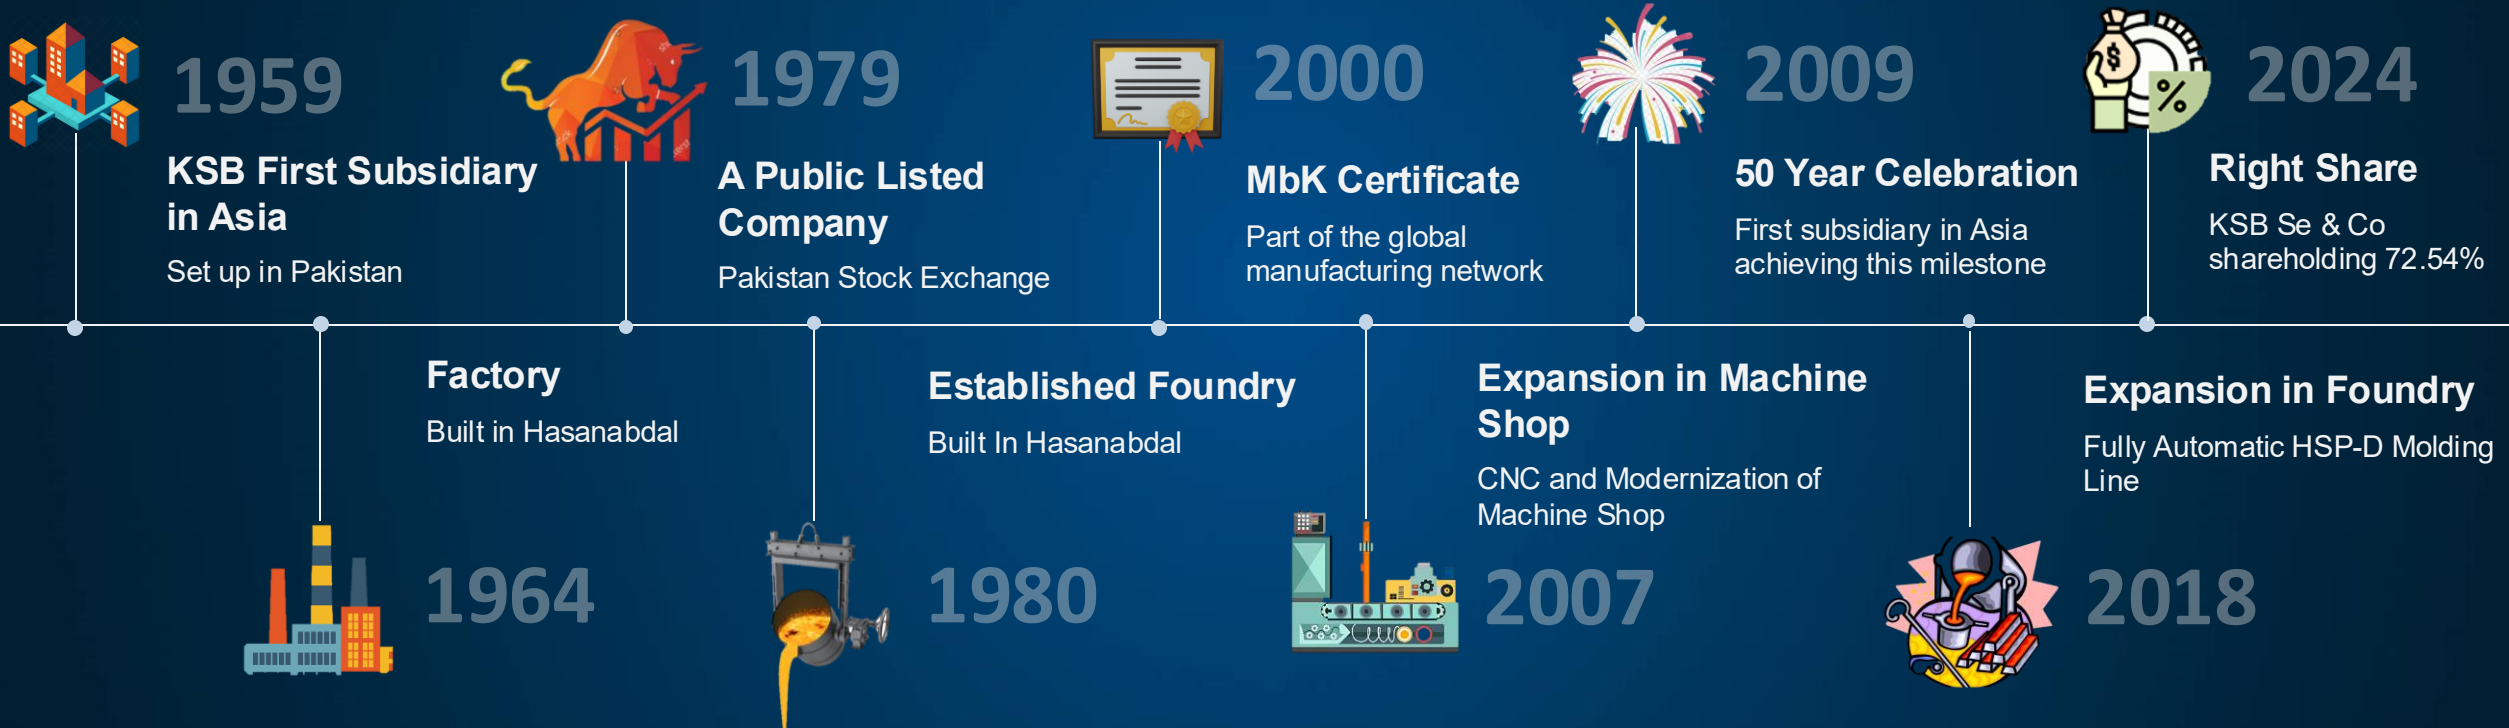 1959
KSB First Subsidiary
in Asia
Set up in Pakistan
1979
A Public Listed
Company
Pakistan Stock Exchange
2000
MbK Certificate
Part of the global
manufacturing network
2009
50 Year Celebration
First subsidiary in Asia
achieving this milestone
2024
Right Share
KSB Se & Co
shareholding 72.54%
Factory
Built in Hasanabdal
1964
Established Foundry
Built In Hasanabdal
1980
Expansion in Machine
Shop
CNC and Modernization of
Machine Shop
2007
Expansion in Foundry
Fully Automatic HSP-D Molding
Line
2018